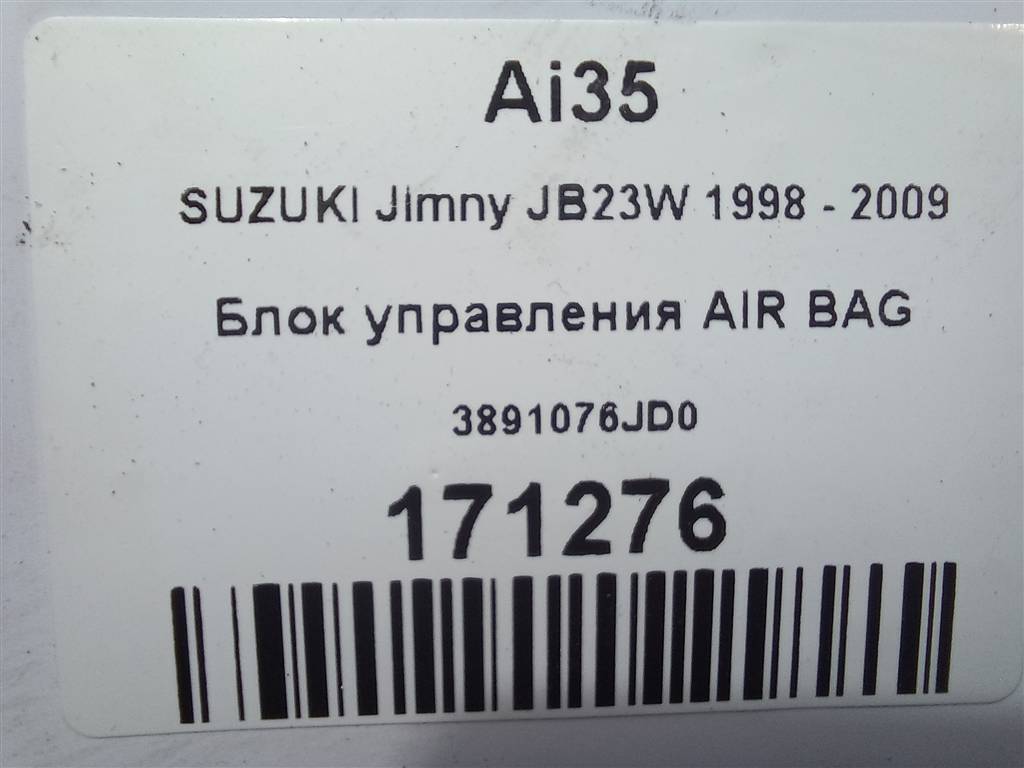 Ai35
SUZUKI Jimny JB23W 1998 - 2009
Блок управления AIR BAG
3891076JD0
171276